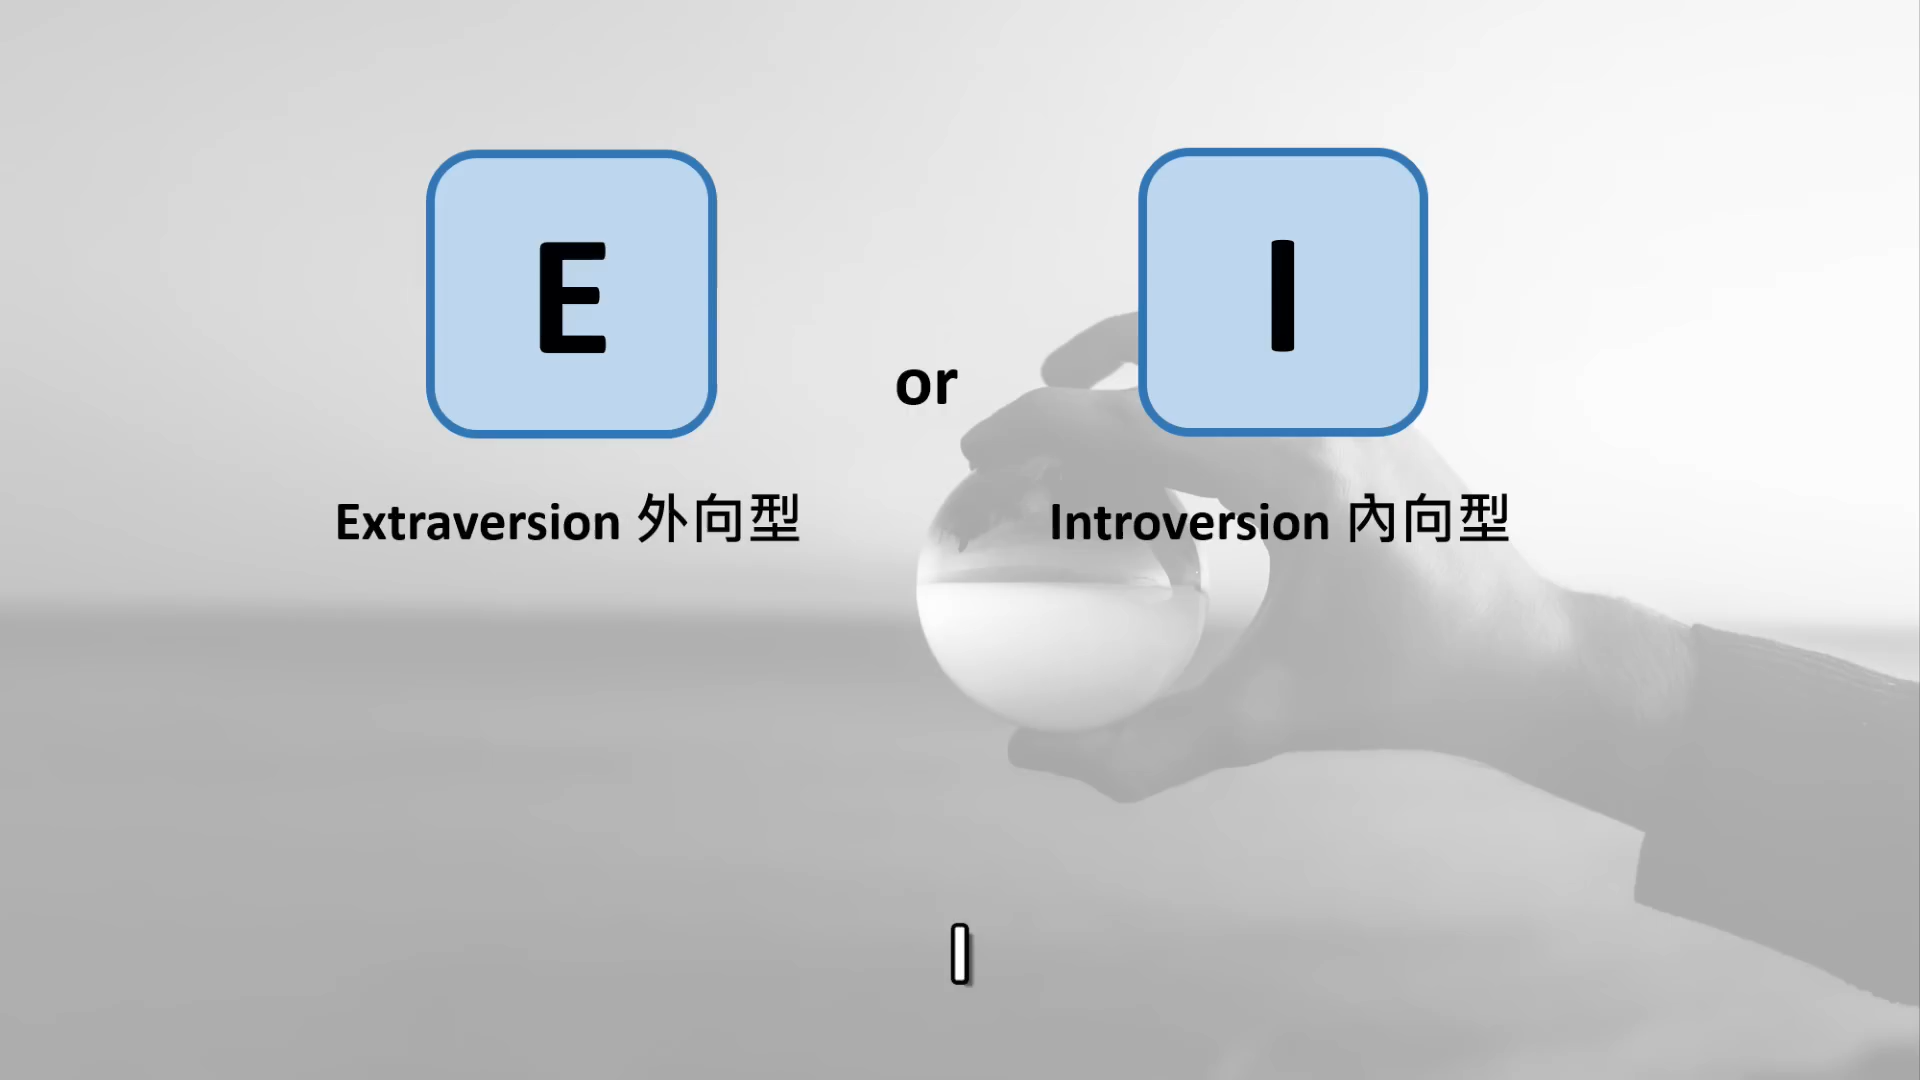 E
I
or
Extraversion 外向型
Introversion 內向型
I